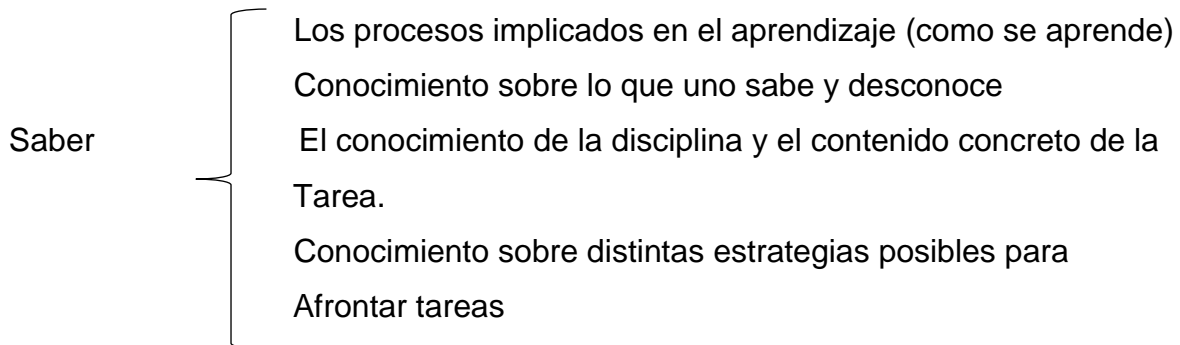 Los procesos implicados en el aprendizaje (como se aprende)
Conocimiento sobre lo que uno sabe y desconoce
Saber El conocimiento de la disciplina y el contenido concreto de la
Tarea.
Conocimiento sobre distintas estrategias posibles para
Afrontar tareas